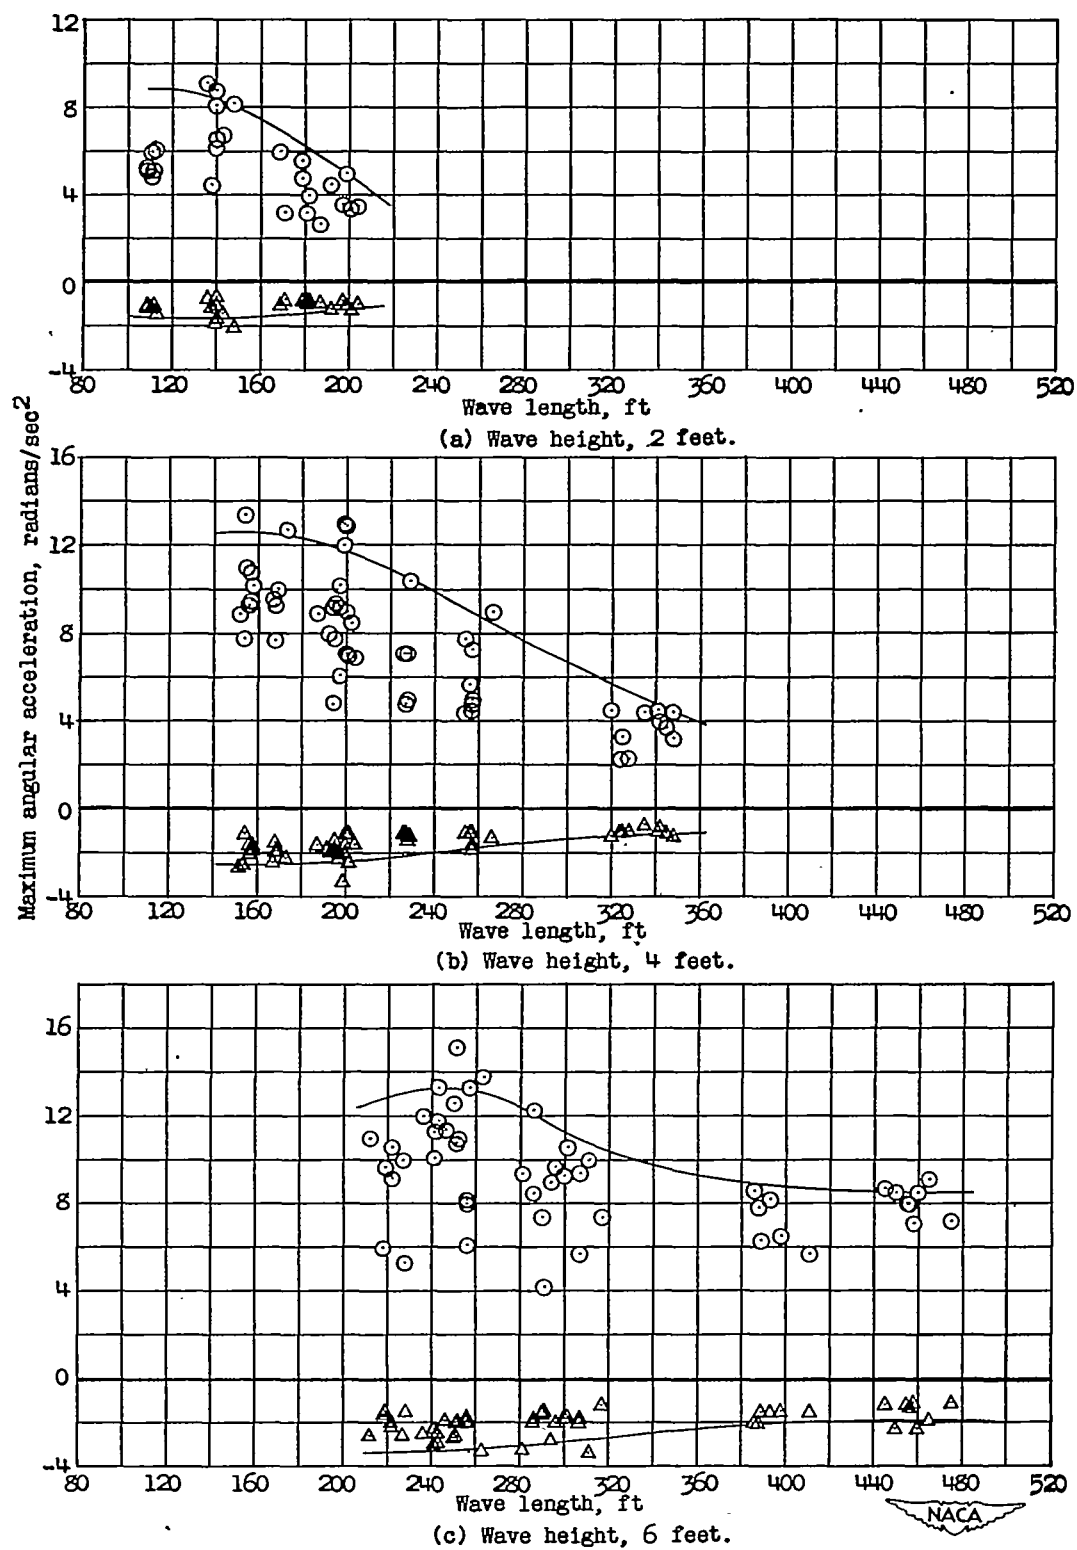 12
8
4
0
-4
80 120 160 200 240 280 320 360 400 440 480 520
Wave length, ft
(a) Wave height, 2 feet.
Maximum angular acceleration, radians/sec2
16
12
8
4
0
-4
80 120 160 200 240 280 320 360 400 440 480 520
Wave length, ft
(b) Wave height, 4 feet.
16
12
8
4
0
-4
80 120 160 200 240 280 320 360 400 440 480 520
Wave length, ft
(c) Wave height, 6 feet.
NACA